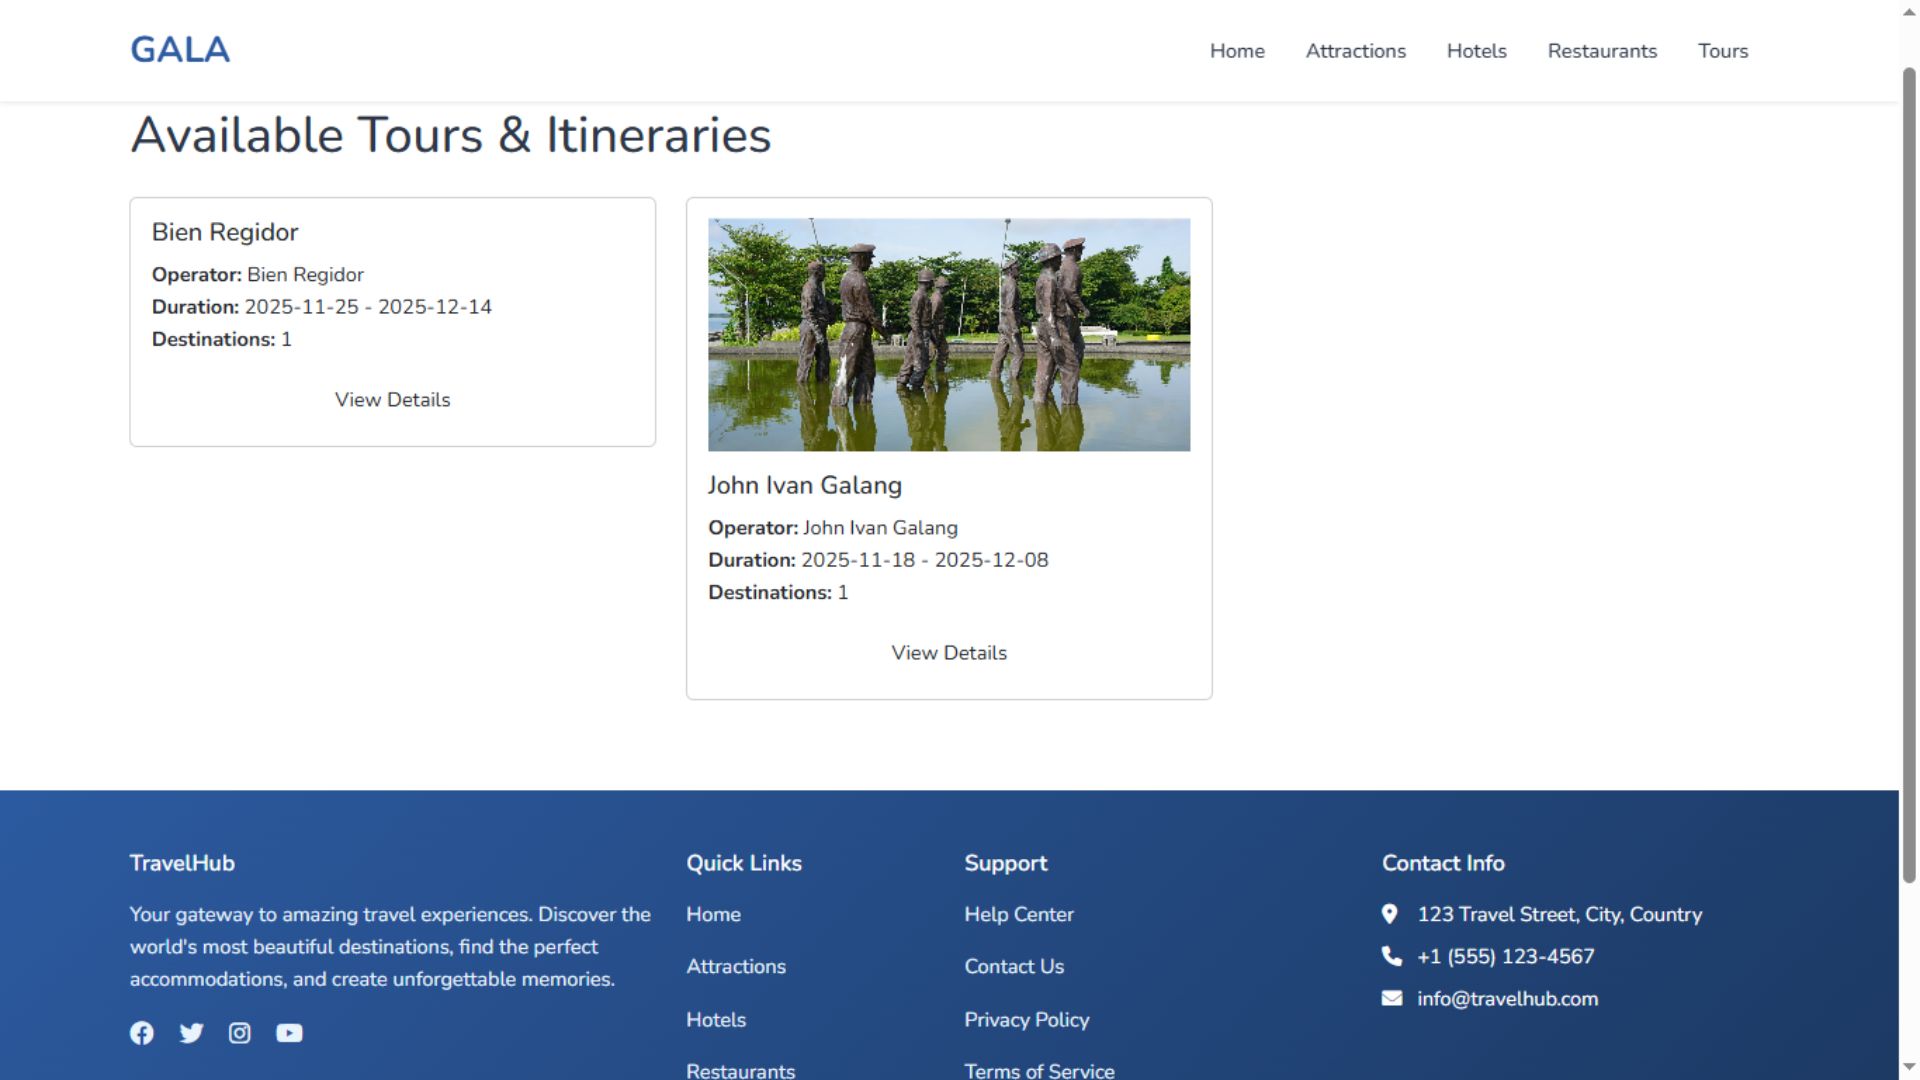 GALA
Home
Attractions
Hotels
Restaurants
Tours
Available Tours & Itineraries
Bien Regidor
Operator: Bien Regidor
Duration: 2025-11-25 - 2025-12-14
Destinations: 1
View Details
John Ivan Galang
Operator: John Ivan Galang
Duration: 2025-11-18 - 2025-12-08
Destinations: 1
View Details
TravelHub
Your gateway to amazing travel experiences. Discover the
world's most beautiful destinations, find the perfect
accommodations, and create unforgettable memories.
Quick Links
Home
Attractions
Hotels
Restaurants
Support
Help Center
Contact Us
Privacy Policy
Terms of Service
Contact Info
123 Travel Street, City, Country
+1 (555) 123-4567
info@travelhub.com